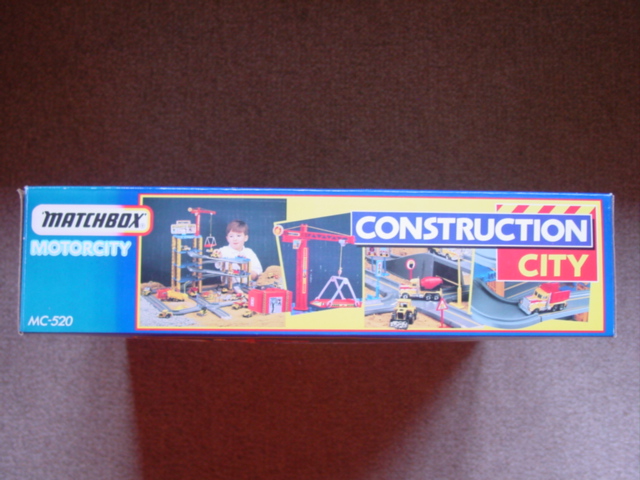 MATCHBOX
MOTORCITY
MC-520
CONSTRUCTION
CITY